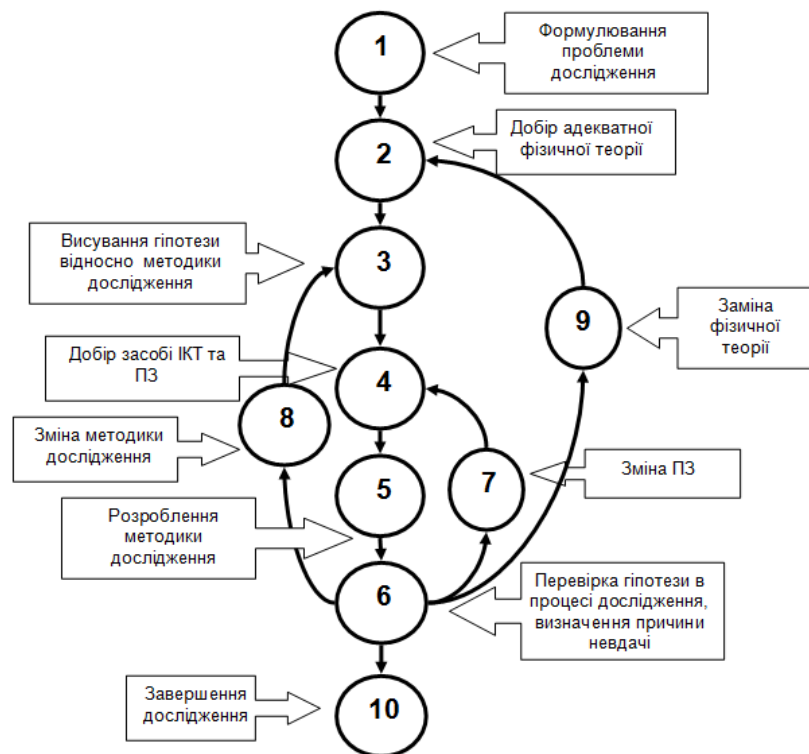 1
Формулювання
проблеми
дослідження
2
Добір адекватної
фізичної теорії
Висування гіпотези
відносно методики
дослідження
3
9
Заміна
фізичної
теорії
Добір засобі ІКТ та
ПЗ
4
8
Зміна методики
дослідження
5
7
Зміна ПЗ
Розроблення
методики
дослідження
6
Перевірка гіпотези в
процесі дослідження,
визначення причини
невдачі
Завершення
дослідження
10